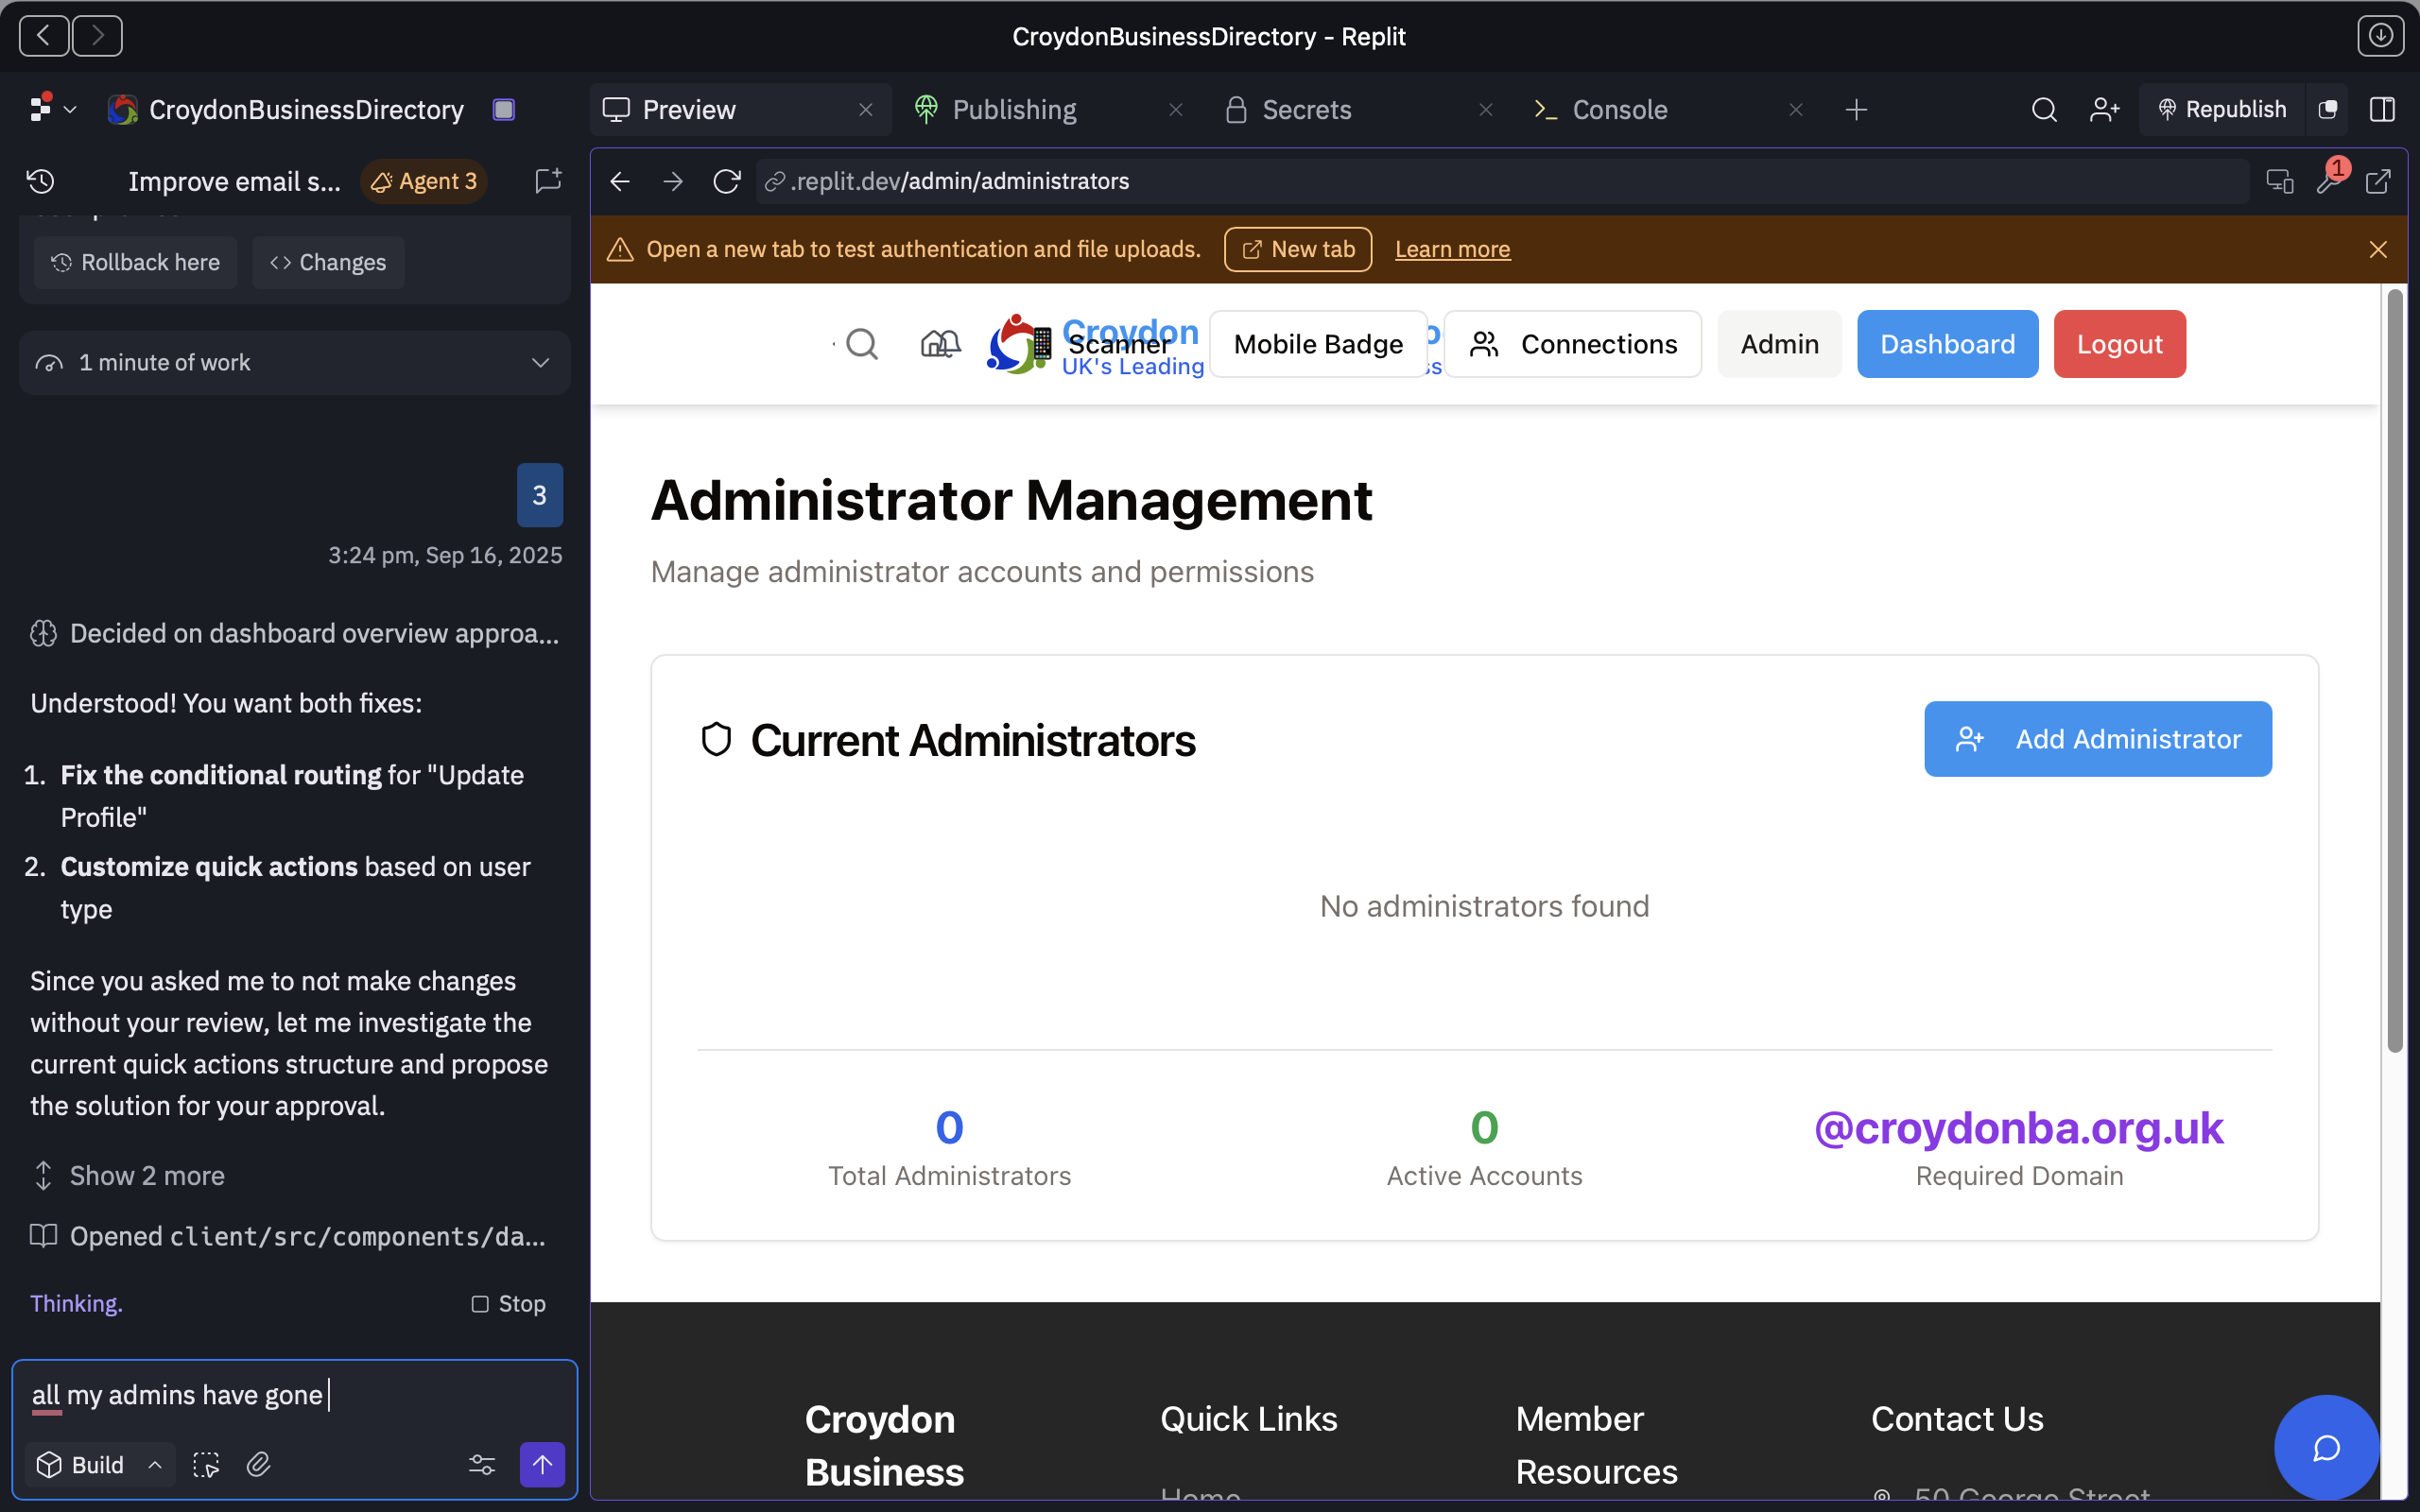 CroydonBusinessDirectory - Replit
CroydonBusinessDirectory
Preview
Publishing
Secrets
Console
Republish
Improve email s...
Agent 3
.replit.dev/admin/administrators
1
Rollback here
Changes
1 minute of work
3
3:24 pm, Sep 16, 2025
Decided on dashboard overview approa...
Understood! You want both fixes:
1. Fix the conditional routing for "Update
Profile"
2. Customize quick actions based on user
type
Since you asked me to not make changes
without your review, let me investigate the
current quick actions structure and propose
the solution for your approval.
Show 2 more
Opened client/src/components/da...
Thinking.
Stop
all my admins have gone
Build
Open a new tab to test authentication and file uploads.
New tab
Learn more
Croydon
Scanner
UK's Leading
Mobile Badge
Connections
Admin
Dashboard
Logout
Administrator Management
Manage administrator accounts and permissions
Current Administrators
Add Administrator
No administrators found
0
Total Administrators
0
Active Accounts
@croydonba.org.uk
Required Domain
Croydon
Business
Quick Links
Home
Member
Resources
Contact Us
50 George Street